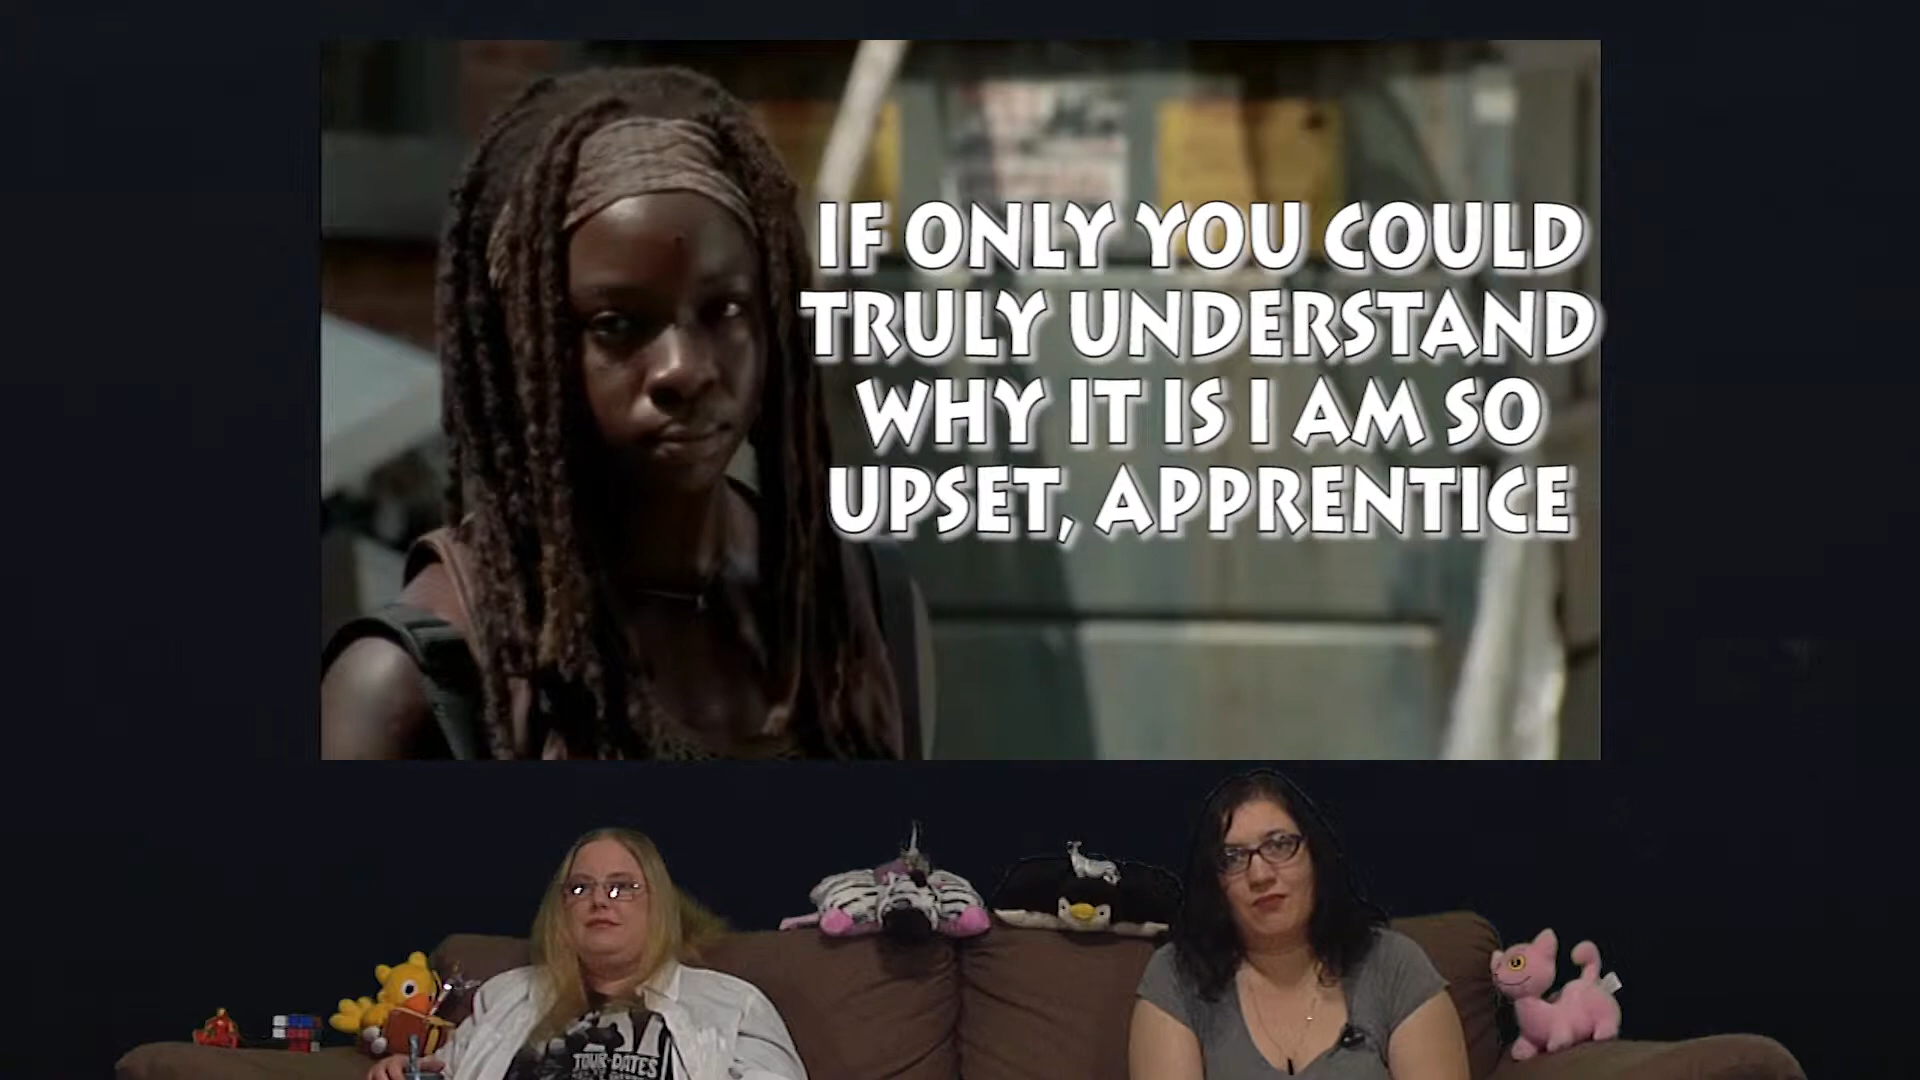 IF ONLY YOU COULD
TRULY UNDERSTAND
WHY IT IS I AM SO
UPSET, APPRENTICE
TOUR-DATES